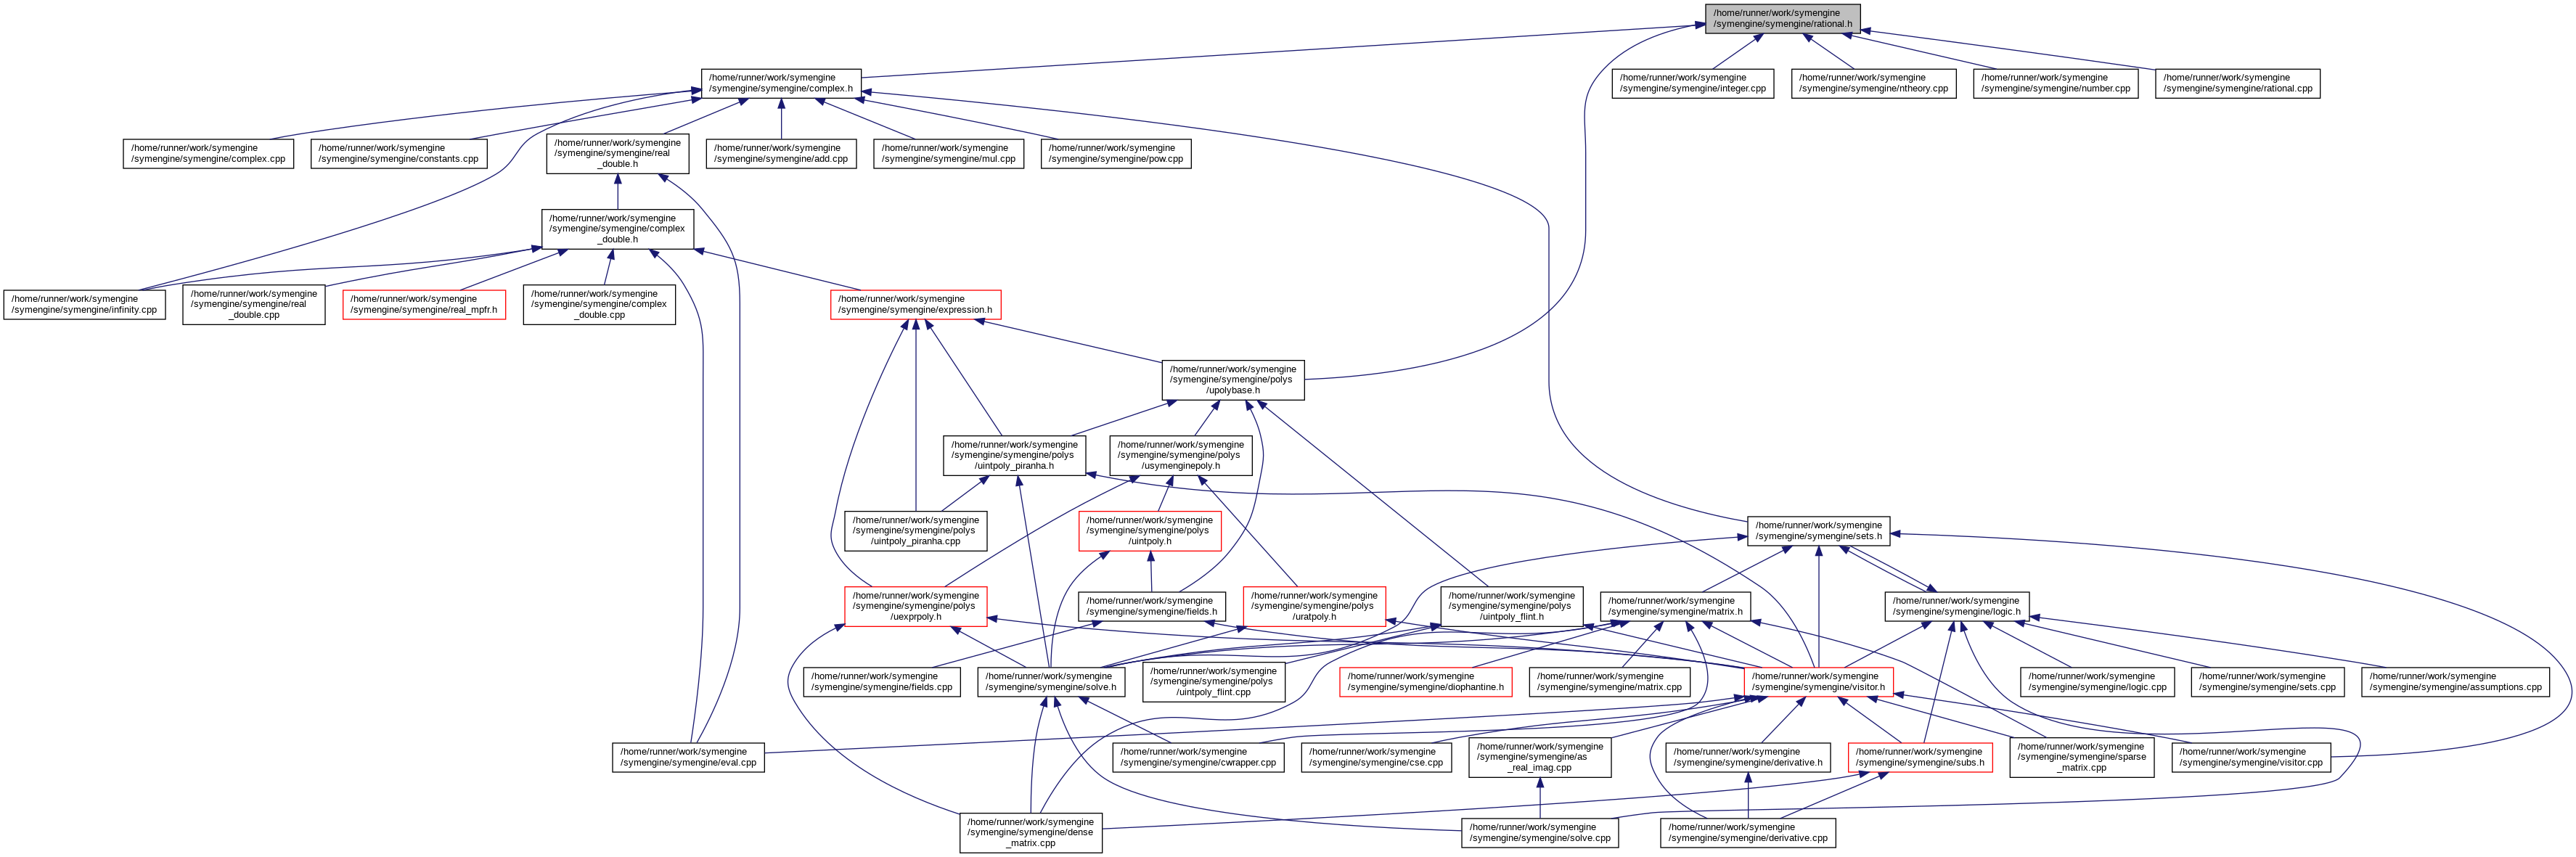 /home/runner/work/symengine
/symengine/symengine/rational.h
/home/runner/work/symengine
/symengine/symengine/complex.h
/home/runner/work/symengine
/symengine/symengine/integer.cpp
/home/runner/work/symengine
/symengine/symengine/ntheory.cpp
/home/runner/work/symengine
/symengine/symengine/number.cpp
/home/runner/work/symengine
/symengine/symengine/rational.cpp
/home/runner/work/symengine
/symengine/symengine/complex.cpp
/home/runner/work/symengine
/symengine/symengine/constants.cpp
/home/runner/work/symengine
/symengine/symengine/real
_double.h
/home/runner/work/symengine
/symengine/symengine/add.cpp
/home/runner/work/symengine
/symengine/symengine/mul.cpp
/home/runner/work/symengine
/symengine/symengine/pow.cpp
/home/runner/work/symengine
/symengine/symengine/complex
_double.h
/home/runner/work/symengine
/symengine/symengine/infinity.cpp
/home/runner/work/symengine
/symengine/symengine/real
_double.cpp
/home/runner/work/symengine
/symengine/symengine/real_mpfr.h
/home/runner/work/symengine
/symengine/symengine/complex
_double.cpp
/home/runner/work/symengine
/symengine/symengine/expression.h
/home/runner/work/symengine
/symengine/symengine/polys
/upolybase.h
/home/runner/work/symengine
/symengine/symengine/polys
/uintpoly_piranha.h
/home/runner/work/symengine
/symengine/symengine/polys
/usymenginepoly.h
/home/runner/work/symengine
/symengine/symengine/polys
/uintpoly_piranha.cpp
/home/runner/work/symengine
/symengine/symengine/polys
/uintpoly.h
/home/runner/work/symengine
/symengine/symengine/sets.h
/home/runner/work/symengine
/symengine/symengine/polys
/uexprpoly.h
/home/runner/work/symengine
/symengine/symengine/fields.h
/home/runner/work/symengine
/symengine/symengine/polys
/uratpoly.h
/home/runner/work/symengine
/symengine/symengine/polys
/uintpoly_flint.h
/home/runner/work/symengine
/symengine/symengine/matrix.h
/home/runner/work/symengine
/symengine/symengine/logic.h
/home/runner/work/symengine
/symengine/symengine/fields.cpp
/home/runner/work/symengine
/symengine/symengine/solve.h
/home/runner/work/symengine
/symengine/symengine/polys
/uintpoly_flint.cpp
/home/runner/work/symengine
/symengine/symengine/diophantine.h
/home/runner/work/symengine
/symengine/symengine/matrix.cpp
/home/runner/work/symengine
/symengine/symengine/visitor.h
/home/runner/work/symengine
/symengine/symengine/logic.cpp
/home/runner/work/symengine
/symengine/symengine/sets.cpp
/home/runner/work/symengine
/symengine/symengine/assumptions.cpp
/home/runner/work/symengine
/symengine/symengine/eval.cpp
/home/runner/work/symengine
/symengine/symengine/cwrapper.cpp
/home/runner/work/symengine
/symengine/symengine/cse.cpp
/home/runner/work/symengine
/symengine/symengine/as
_real_imag.cpp
/home/runner/work/symengine
/symengine/symengine/derivative.h
/home/runner/work/symengine
/symengine/symengine/subs.h
/home/runner/work/symengine
/symengine/symengine/sparse
_matrix.cpp
/home/runner/work/symengine
/symengine/symengine/visitor.cpp
/home/runner/work/symengine
/symengine/symengine/dense
_matrix.cpp
/home/runner/work/symengine
/symengine/symengine/solve.cpp
/home/runner/work/symengine
/symengine/symengine/derivative.cpp